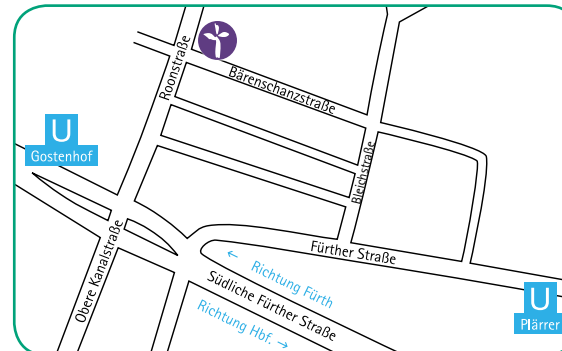 Roonstraße
Bärenschanzstraße
U
Gostenhof
Bleichstraße
Obere Kanalstraße
Fürther Straße
← Richtung Fürth
Südliche Fürther Straße
Richtung Hbf. →
U
Plärrer